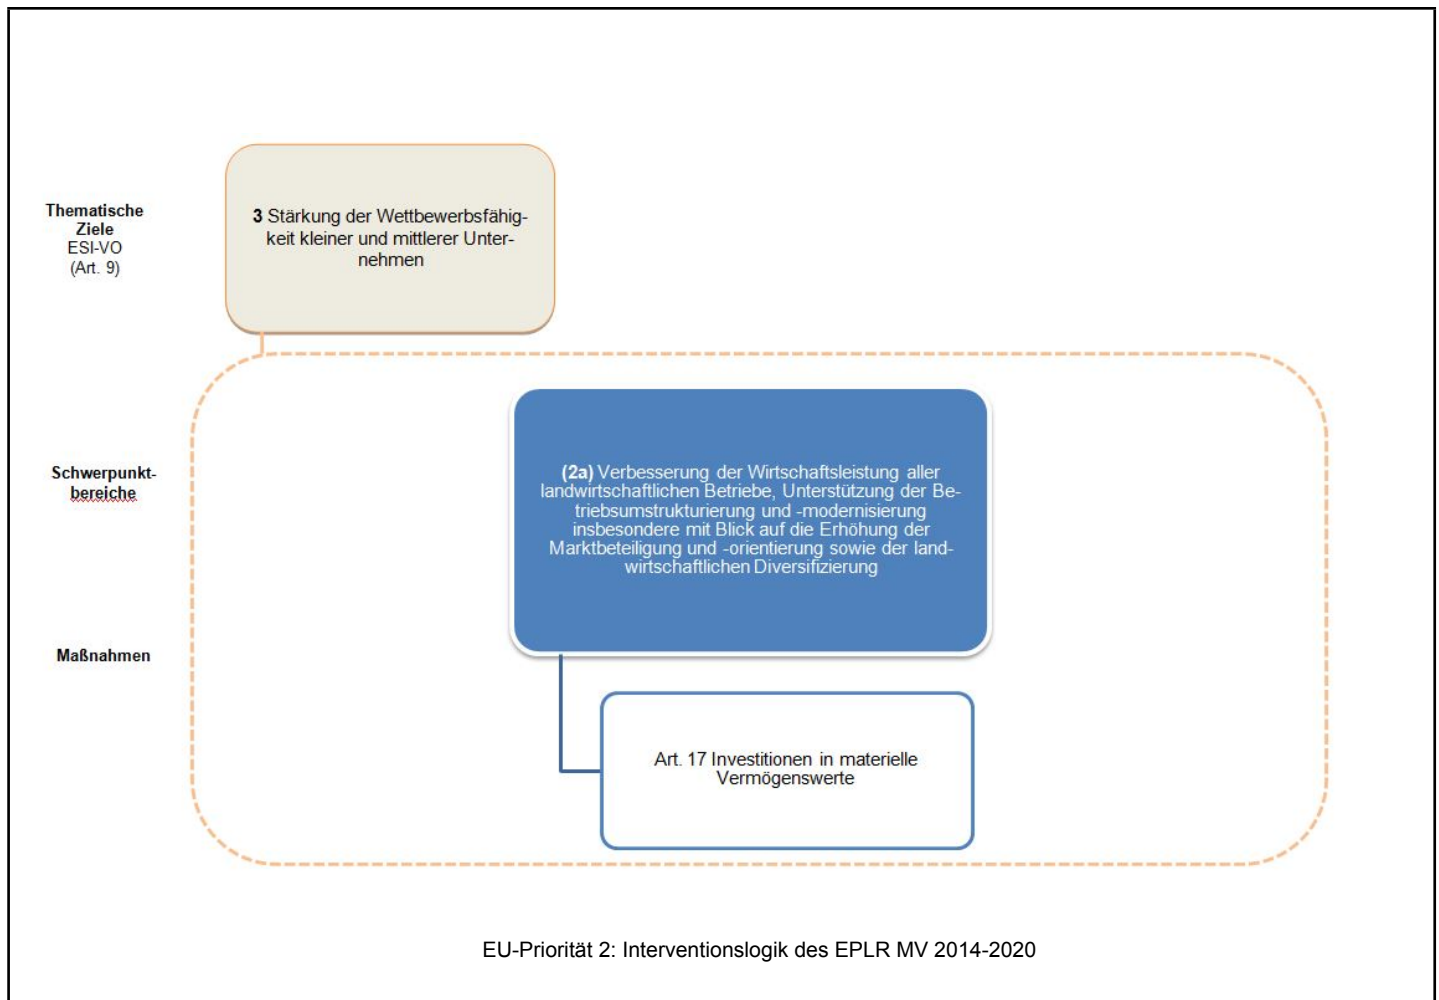 Thematische
Ziele
ESI-VO
(Art. 9)
3 Stärkung der Wettbewerbsfähig-
keit kleiner und mittlerer Unter-
nehmen
Schwerpunkt-
bereiche
(2a) Verbesserung der Wirtschaftsleistung aller
landwirtschaftlichen Betriebe, Unterstützung der Be-
triebsumstrukturierung und -modernisierung
insbesondere mit Blick auf die Erhöhung der
Marktbeteiligung und -orientierung sowie der land-
wirtschaftlichen Diversifizierung
Maßnahmen
Art. 17 Investitionen in materielle
Vermögenswerte
EU-Priorität 2: Interventionslogik des EPLR MV 2014-2020